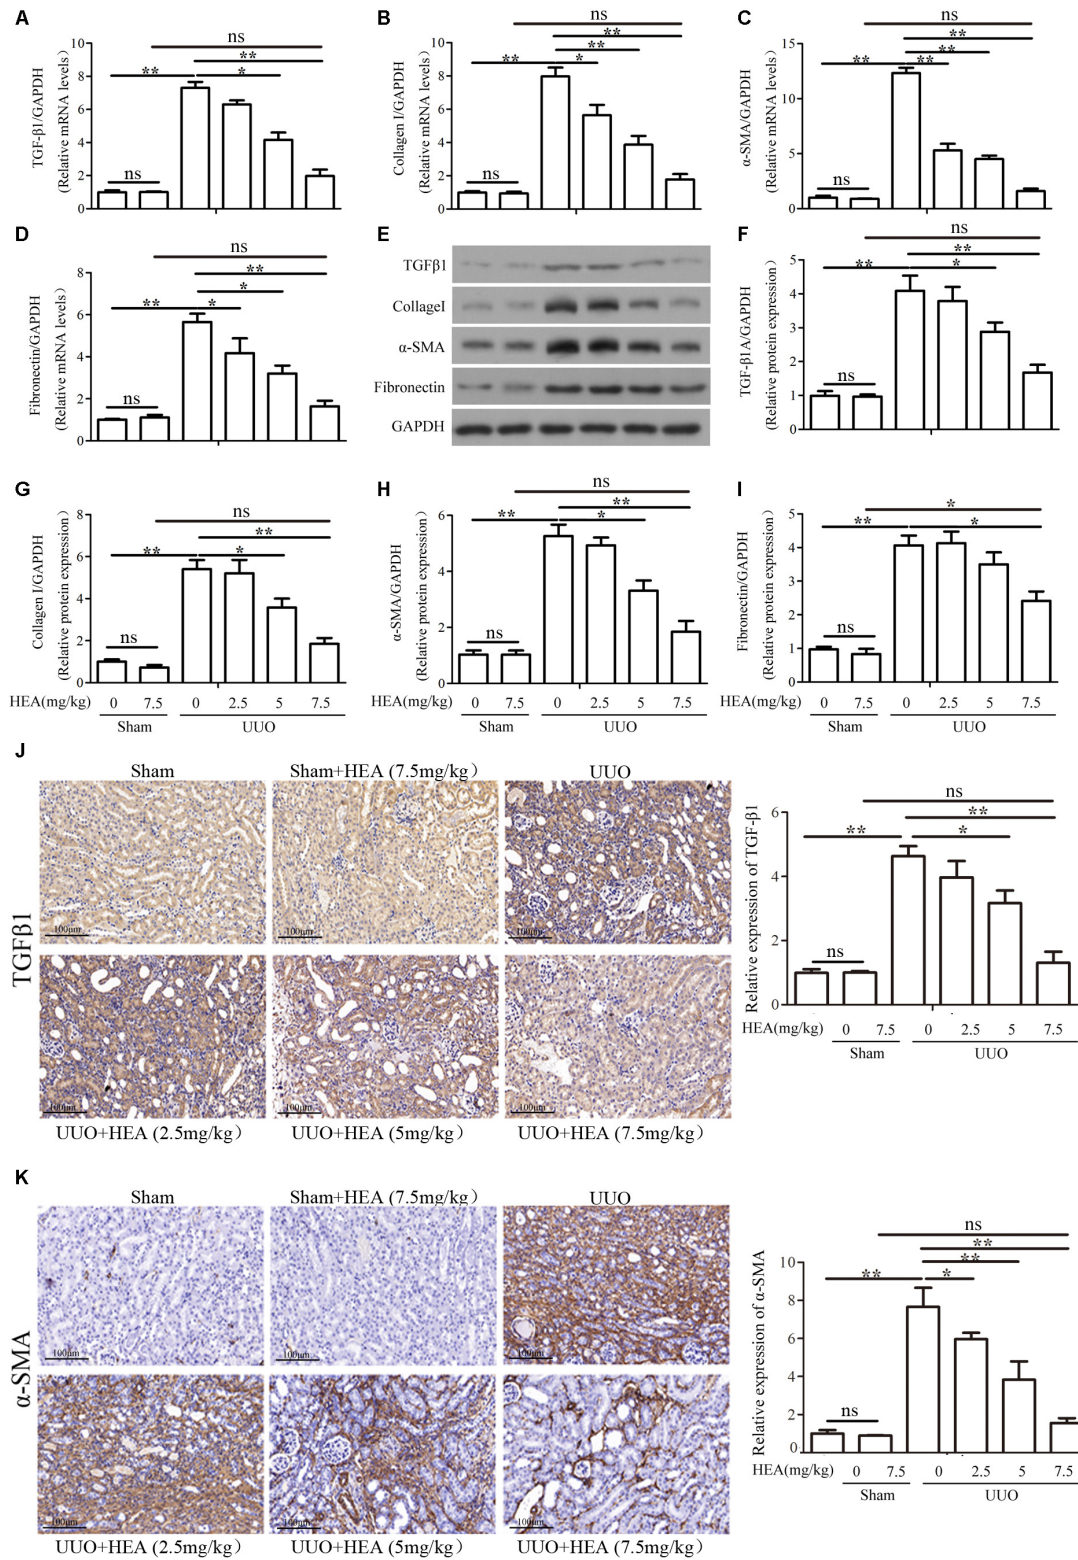 A
TGF-β1/GAPDH
(Relative mRNA levels)
10
8
6
4
2
0
ns
**
**
*
ns
B
Collagen I/GAPDH
(Relative mRNA levels)
10
8
6
4
2
0
ns
**
**
**
*
ns
C
α-SMA/GAPDH
(Relative mRNA levels)
15
10
5
0
ns
**
**
**
**
ns
D
Fibronectin/GAPDH
(Relative mRNA levels)
8
6
4
2
0
ns
**
*
**
*
ns
E
TGFβ1
CollageI
α-SMA
Fibronectin
GAPDH
F
TGF-β1A/GAPDH
(Relative protein expression)
5
4
3
2
1
0
ns
**
**
*
ns
G
Collagen I/GAPDH
(Relative protein expression)
8
6
4
2
0
ns
**
**
*
ns
HEA(mg/kg) 0 7.5 0 2.5 5 7.5
Sham UUO
H
α-SMA/GAPDH
(Relative protein expression)
6
4
2
0
ns
**
**
*
ns
HEA(mg/kg) 0 7.5 0 2.5 5 7.5
Sham UUO
I
Fibronectin/GAPDH
(Relative protein expression)
5
4
3
2
1
0
*
**
*
ns
HEA(mg/kg) 0 7.5 0 2.5 5 7.5
Sham UUO
J
TGFβ1
Sham Sham+HEA (7.5mg/kg) UUO
100μm 100μm 100μm
100μm 100μm 100μm
UUO+HEA (2.5mg/kg) UUO+HEA (5mg/kg) UUO+HEA (7.5mg/kg)
Relative expression of TGF-β1
6
4
2
0
ns
**
**
*
ns
HEA(mg/kg) 0 7.5 0 2.5 5 7.5
Sham UUO
K
α-SMA
Sham Sham+HEA (7.5mg/kg) UUO
100μm 100μm 100μm
100μm 100μm 100μm
UUO+HEA (2.5mg/kg) UUO+HEA (5mg/kg) UUO+HEA (7.5mg/kg)
Relative expression of α-SMA
10
8
6
4
2
0
ns
**
**
**
*
ns
HEA(mg/kg) 0 7.5 0 2.5 5 7.5
Sham UUO